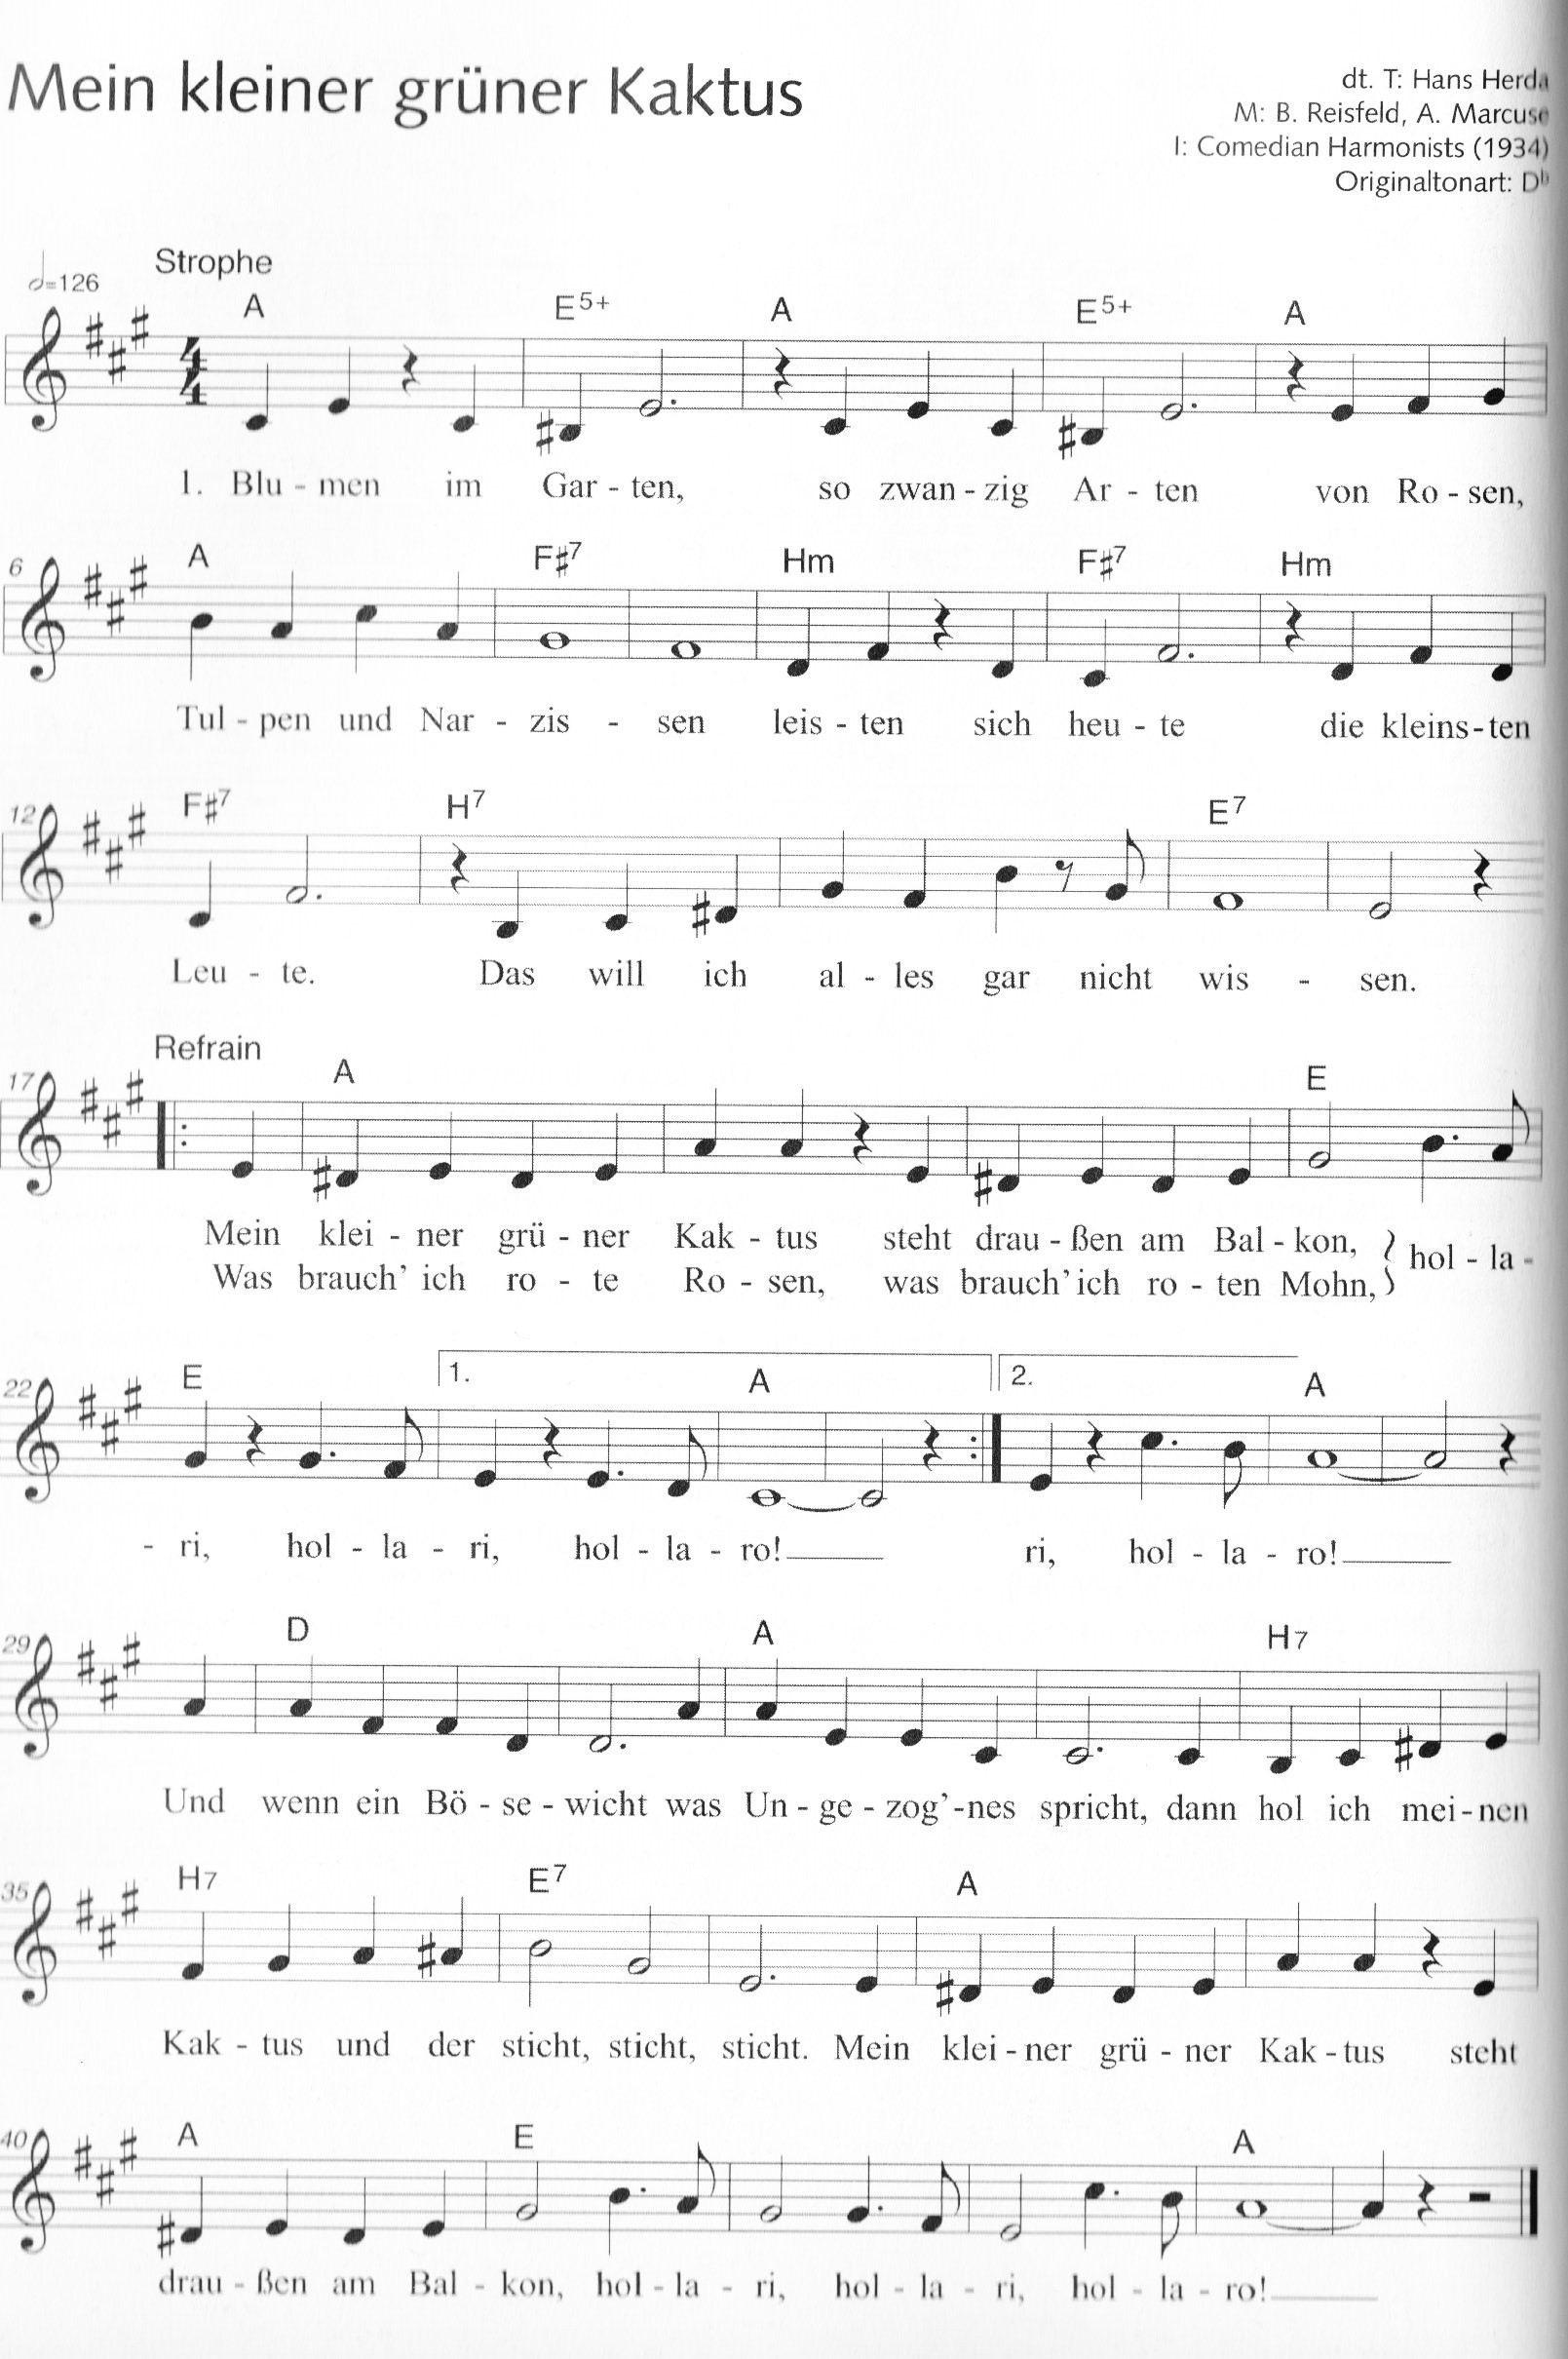 Mein kleiner grüner Kaktus
dt. T: Hans Herda
M: B. Reisfeld, A. Marcuse
I: Comedian Harmonists (1934)
Originaltonart: D♭
Strophe
𝅗𝅥=126
A E5+ A E5+ A
4
4
1. Blu - men im Gar - ten, so zwan - zig Ar - ten von Ro - sen,
6
A F♯7 Hm F♯7 Hm
Tul - pen und Nar - zis - sen leis - ten sich heu - te die kleins - ten
12
F♯7 H7 E7
Leu - te. Das will ich al - les gar nicht wis - sen.
Refrain
17
A E
Mein klei - ner grü - ner Kak - tus steht drau - ßen am Bal - kon, hol - la -
Was brauch' ich ro - te Ro - sen, was brauch' ich ro - ten Mohn,
22
E 1. A 2. A
- ri, hol - la - ri, hol - la - ro! ri, hol - la - ro!
29
D A H7
Und wenn ein Bö - se - wicht was Un - ge - zog'-nes spricht, dann hol ich mei - nen
35
H7 E7 A
Kak - tus und der sticht, sticht, sticht. Mein klei - ner grü - ner Kak - tus steht
40
A E A
drau - ßen am Bal - kon, hol - la - ri, hol - la - ri, hol - la - ro!